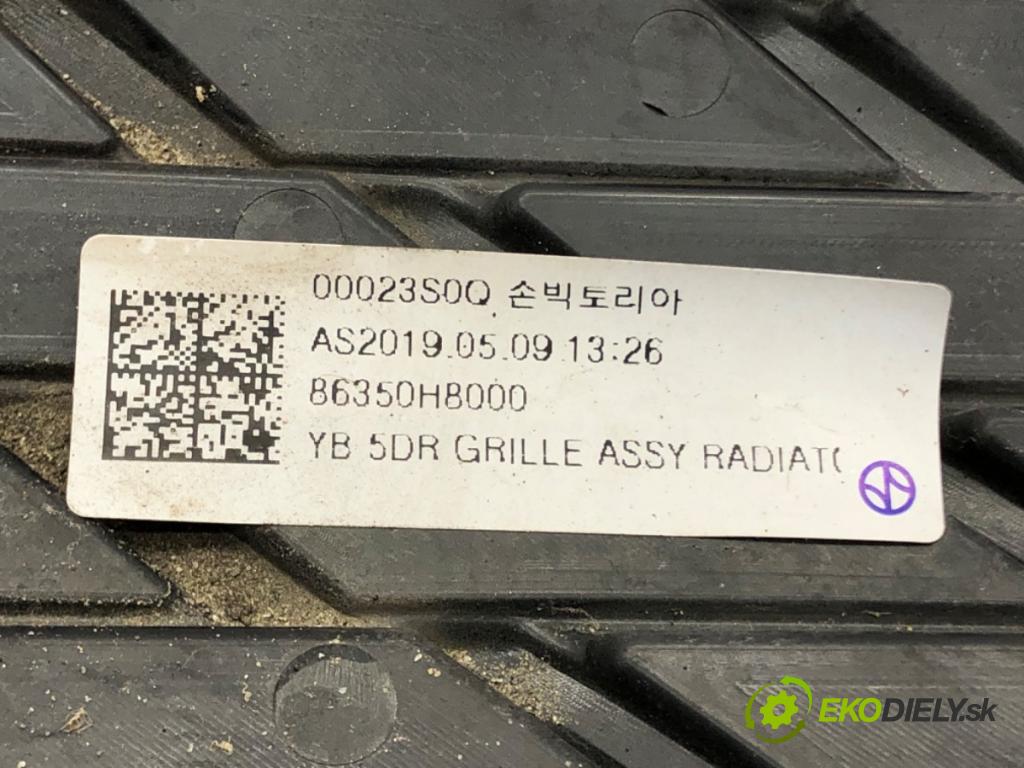 00023S0Q 손빅토리아
AS2019.05.09 13:26
86350H8000
YB 5DR GRILLE ASSY RADIAT(
EKODIELY.sk